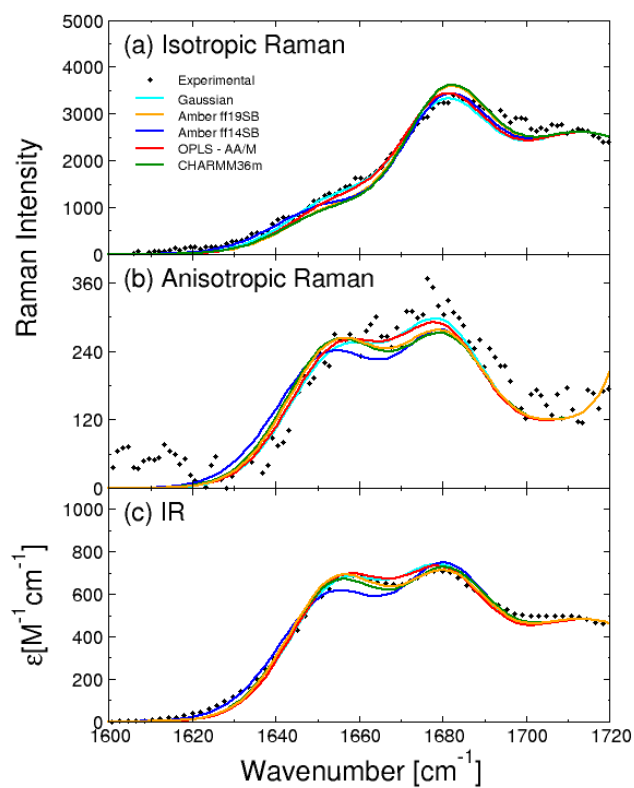 (a) Isotropic Raman
Experimental
Gaussian
Amber ff19SB
Amber ff14SB
OPLS - AA/M
CHARMM36m
5000
4000
3000
2000
1000
0
Raman Intensity
(b) Anisotropic Raman
360
240
120
0
(c) IR
1000
800
600
400
200
0
ε[M⁻¹cm⁻¹]
1600 1620 1640 1660 1680 1700 1720
Wavenumber [cm⁻¹]